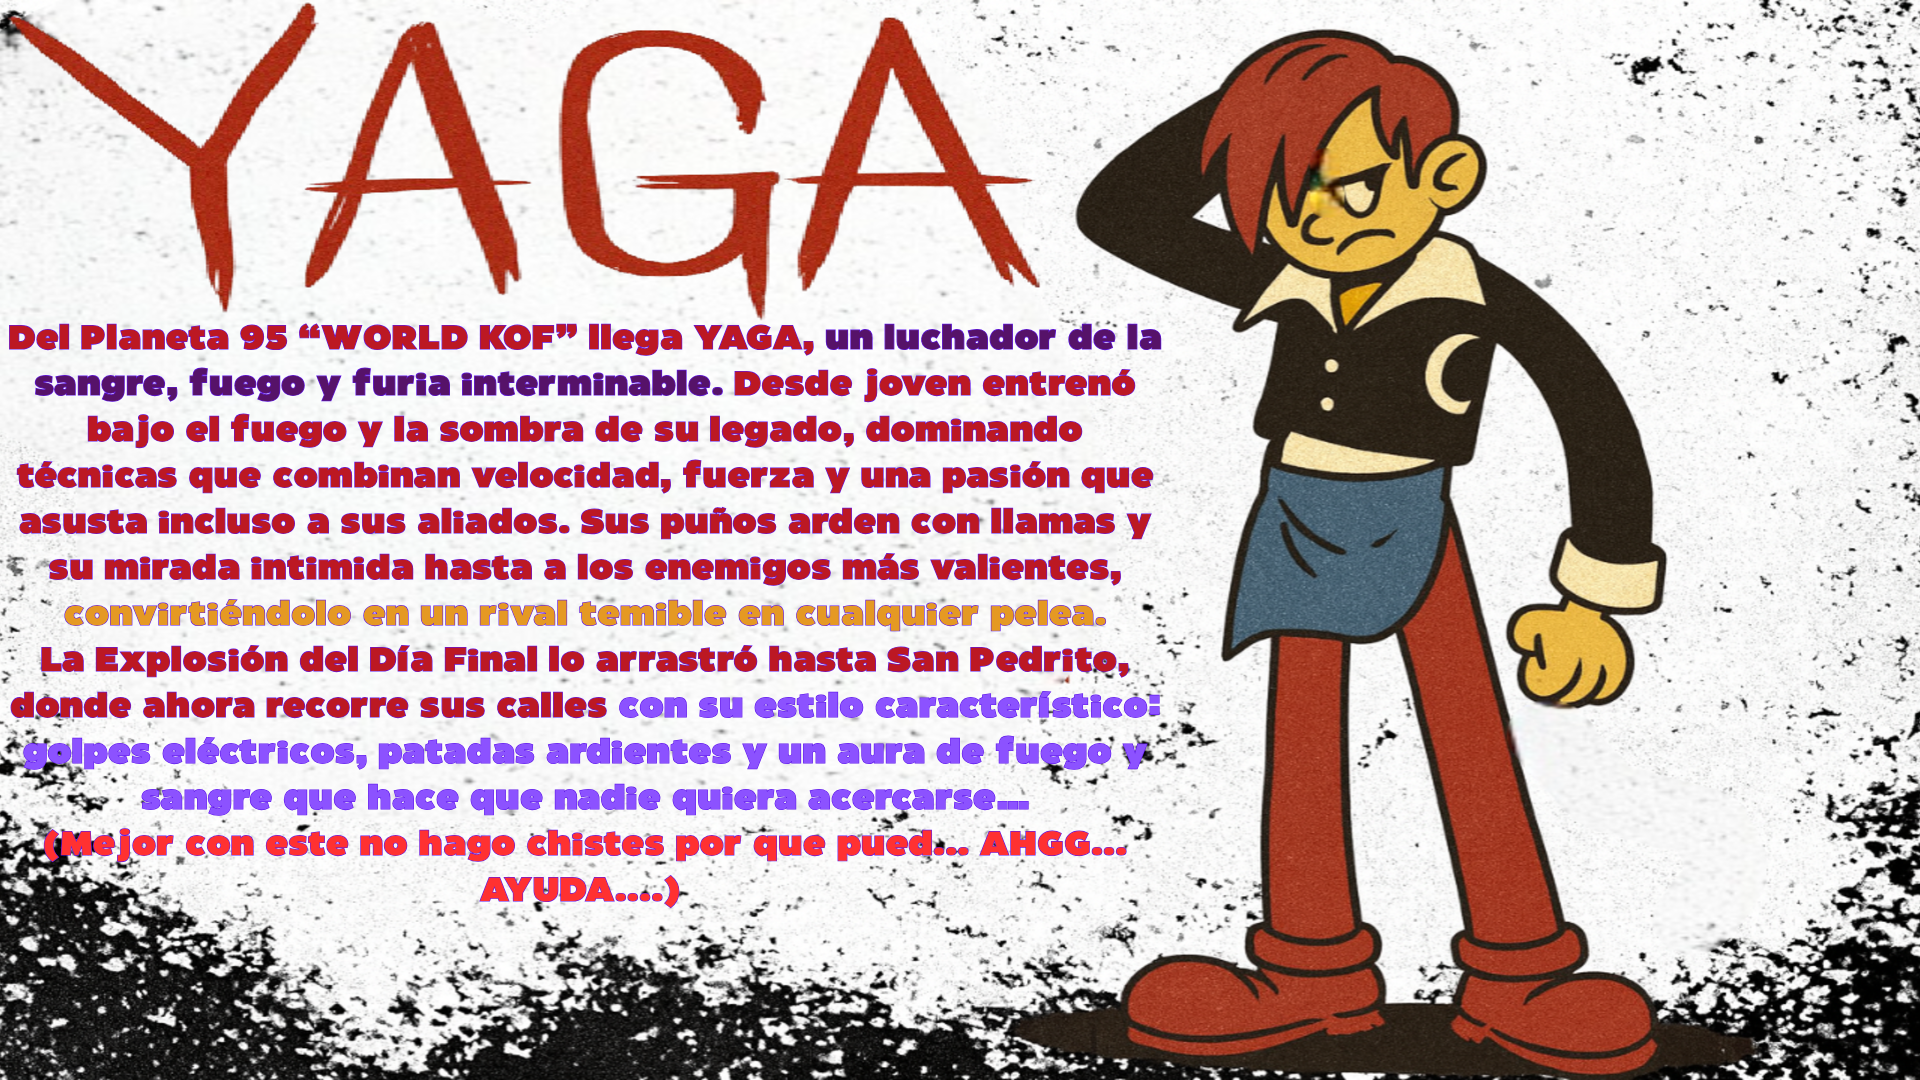 YAGA
Del Planeta 95 “WORLD KOF” llega YAGA, un luchador de la
sangre, fuego y furia interminable. Desde joven entrenó
bajo el fuego y la sombra de su legado, dominando
técnicas que combinan velocidad, fuerza y una pasión que
asusta incluso a sus aliados. Sus puños arden con llamas y
su mirada intimida hasta a los enemigos más valientes,
convirtiéndolo en un rival temible en cualquier pelea.
La Explosión del Día Final lo arrastró hasta San Pedrito,
donde ahora recorre sus calles con su estilo característico:
golpes eléctricos, patadas ardientes y un aura de fuego y
sangre que hace que nadie quiera acercarse...
(Mejor con este no hago chistes por que pued... AHGG...
AYUDA....)